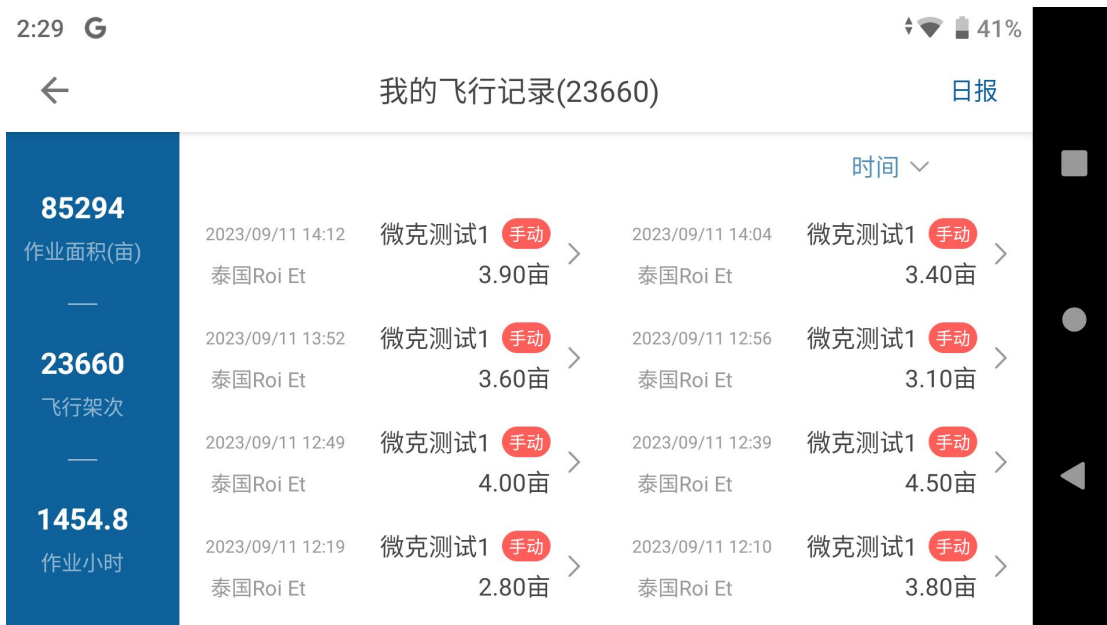 2:29 G 41%
我的飞行记录(23660)
日报
85294
作业面积(亩)
23660
飞行架次
1454.8
作业小时
时间
2023/09/11 14:12 微克测试1 手动
泰国Roi Et 3.90亩
2023/09/11 14:04 微克测试1 手动
泰国Roi Et 3.40亩
2023/09/11 13:52 微克测试1 手动
泰国Roi Et 3.60亩
2023/09/11 12:56 微克测试1 手动
泰国Roi Et 3.10亩
2023/09/11 12:49 微克测试1 手动
泰国Roi Et 4.00亩
2023/09/11 12:39 微克测试1 手动
泰国Roi Et 4.50亩
2023/09/11 12:19 微克测试1 手动
泰国Roi Et 2.80亩
2023/09/11 12:10 微克测试1 手动
泰国Roi Et 3.80亩